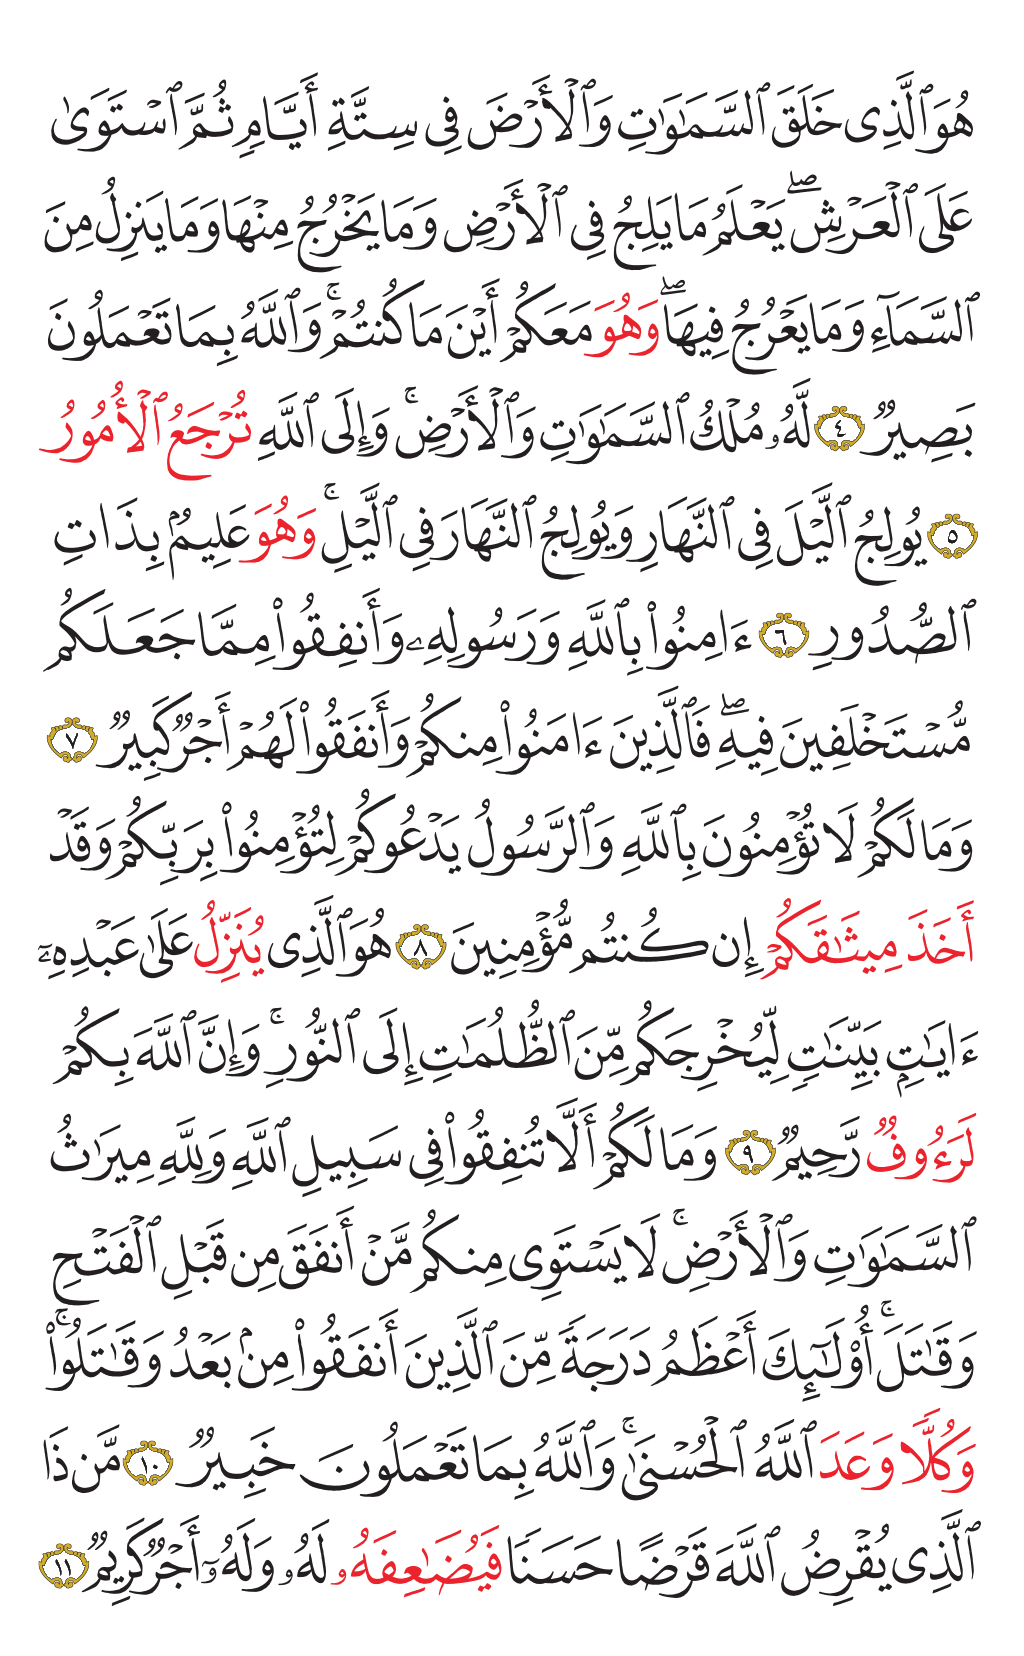 هُوَ ٱلَّذِى خَلَقَ ٱلسَّمَٰوَٰتِ وَٱلۡأَرۡضَ فِى سِتَّةِ أَيَّامٖ ثُمَّ ٱسۡتَوَىٰ
عَلَى ٱلۡعَرۡشِۖ يَعۡلَمُ مَا يَلِجُ فِى ٱلۡأَرۡضِ وَمَا يَخۡرُجُ مِنۡهَا وَمَا يَنزِلُ مِنَ
ٱلسَّمَآءِ وَمَا يَعۡرُجُ فِيهَاۖ وَهُوَ مَعَكُمۡ أَيۡنَ مَا كُنتُمۡۚ وَٱللَّهُ بِمَا تَعۡمَلُونَ
بَصِيرٞ ٤ لَّهُۥ مُلۡكُ ٱلسَّمَٰوَٰتِ وَٱلۡأَرۡضِۚ وَإِلَى ٱللَّهِ تُرۡجَعُ ٱلۡأُمُورُ
٥ يُولِجُ ٱلَّيۡلَ فِى ٱلنَّهَارِ وَيُولِجُ ٱلنَّهَارَ فِى ٱلَّيۡلِۚ وَهُوَ عَلِيمُۢ بِذَاتِ
ٱلصُّدُورِ ٦ ءَامِنُواْ بِٱللَّهِ وَرَسُولِهِۦ وَأَنفِقُواْ مِمَّا جَعَلَكُم
مُّسۡتَخۡلَفِينَ فِيهِۖ فَٱلَّذِينَ ءَامَنُواْ مِنكُمۡ وَأَنفَقُواْ لَهُمۡ أَجۡرٞ كَبِيرٞ ٧
وَمَا لَكُمۡ لَا تُؤۡمِنُونَ بِٱللَّهِ وَٱلرَّسُولُ يَدۡعُوكُمۡ لِتُؤۡمِنُواْ بِرَبِّكُمۡ وَقَدۡ
أَخَذَ مِيثَٰقَكُمۡ إِن كُنتُم مُّؤۡمِنِينَ ٨ هُوَ ٱلَّذِى يُنَزِّلُ عَلَىٰ عَبۡدِهِۦٓ
ءَايَٰتِۭ بَيِّنَٰتٖ لِّيُخۡرِجَكُم مِّنَ ٱلظُّلُمَٰتِ إِلَى ٱلنُّورِۚ وَإِنَّ ٱللَّهَ بِكُمۡ
لَرَءُوفٞ رَّحِيمٞ ٩ وَمَا لَكُمۡ أَلَّا تُنفِقُواْ فِى سَبِيلِ ٱللَّهِ وَلِلَّهِ مِيرَٰثُ
ٱلسَّمَٰوَٰتِ وَٱلۡأَرۡضِۚ لَا يَسۡتَوِى مِنكُم مَّنۡ أَنفَقَ مِن قَبۡلِ ٱلۡفَتۡحِ
وَقَٰتَلَۚ أُوْلَٰٓئِكَ أَعۡظَمُ دَرَجَةٗ مِّنَ ٱلَّذِينَ أَنفَقُواْ مِنۢ بَعۡدُ وَقَٰتَلُواْۚ
وَكُلّٗا وَعَدَ ٱللَّهُ ٱلۡحُسۡنَىٰۚ وَٱللَّهُ بِمَا تَعۡمَلُونَ خَبِيرٞ ١٠ مَّن ذَا
ٱلَّذِى يُقۡرِضُ ٱللَّهَ قَرۡضًا حَسَنٗا فَيُضَٰعِفَهُۥ لَهُۥ وَلَهُۥٓ أَجۡرٞ كَرِيمٞ ١١